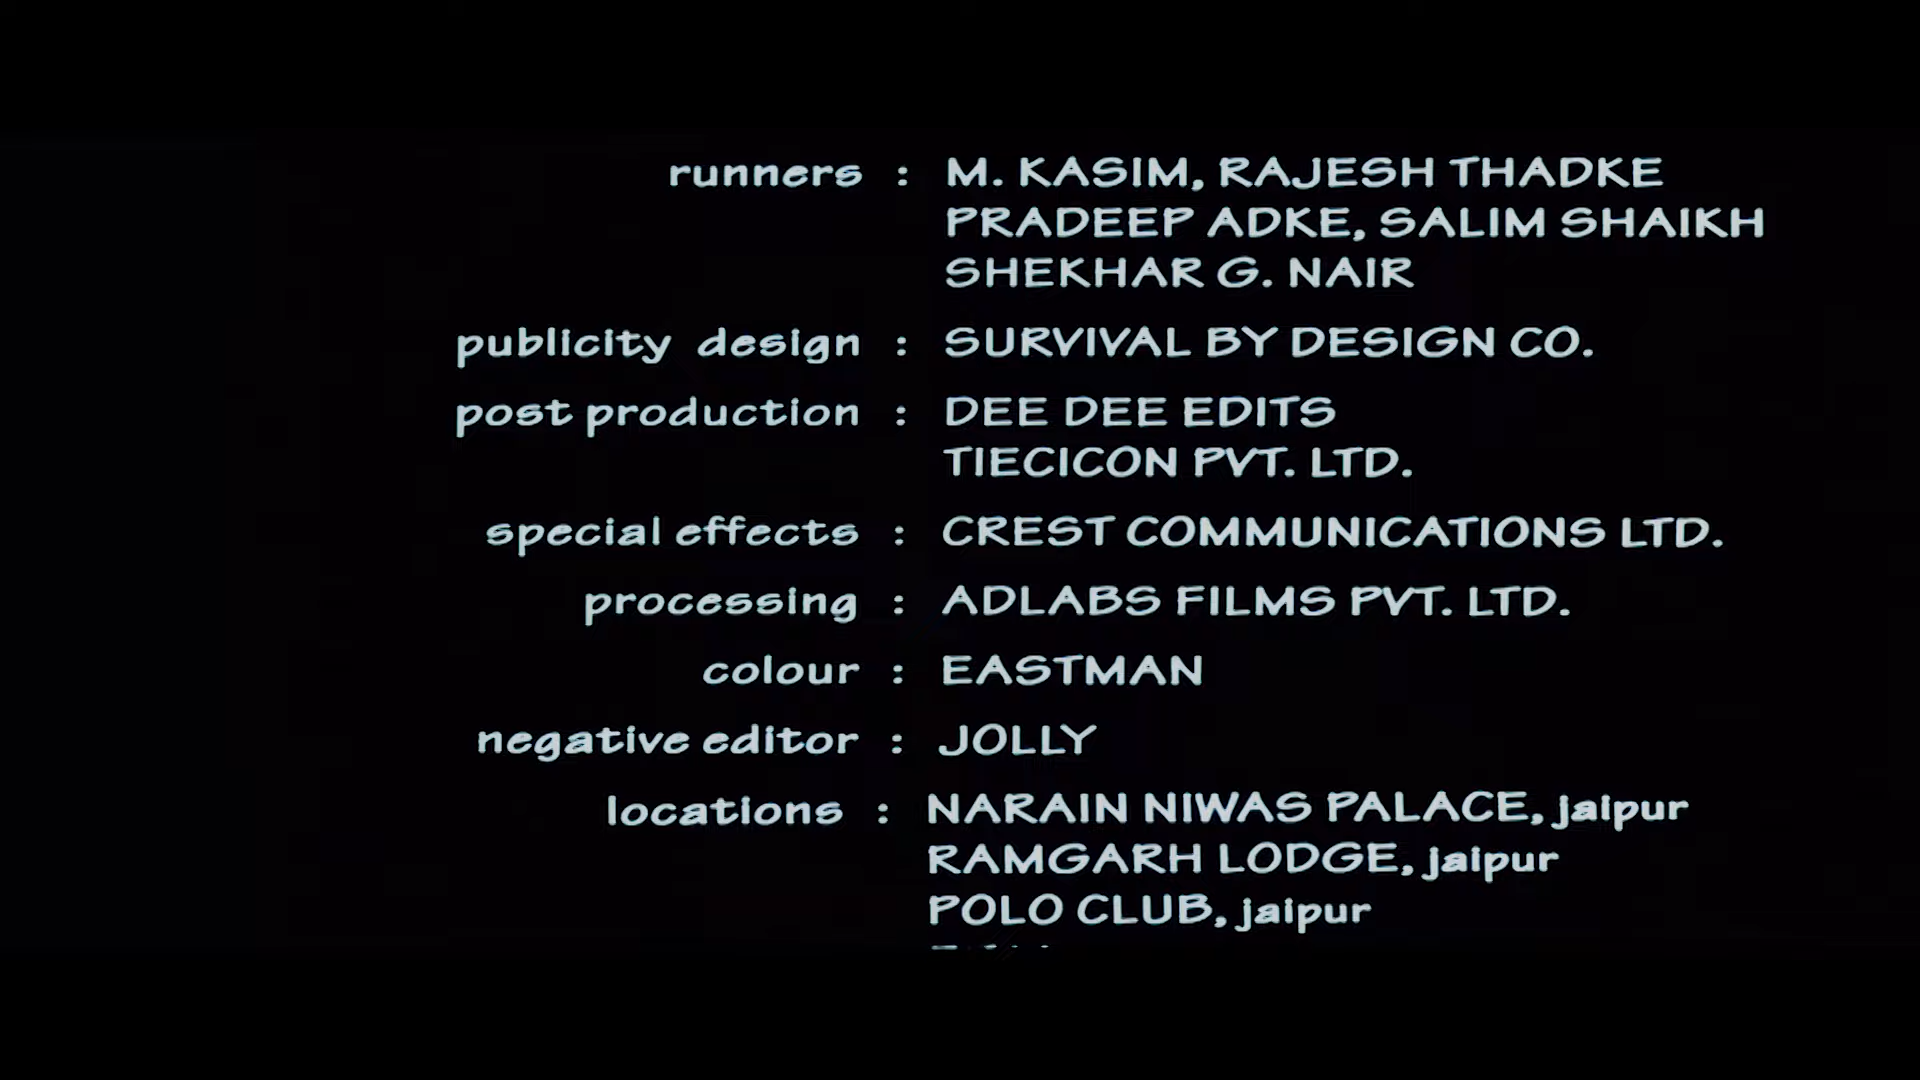 runners : M. KASIM, RAJESH THADKE
PRADEEP ADKE, SALIM SHAIKH
SHEKHAR G. NAIR
publicity design : SURVIVAL BY DESIGN CO.
post production : DEE DEE EDITS
TIECICON PVT. LTD.
special effects : CREST COMMUNICATIONS LTD.
processing : ADLABS FILMS PVT. LTD.
colour : EASTMAN
negative editor : JOLLY
locations : NARAIN NIWAS PALACE, jaipur
RAMGARH LODGE, jaipur
POLO CLUB, jaipur